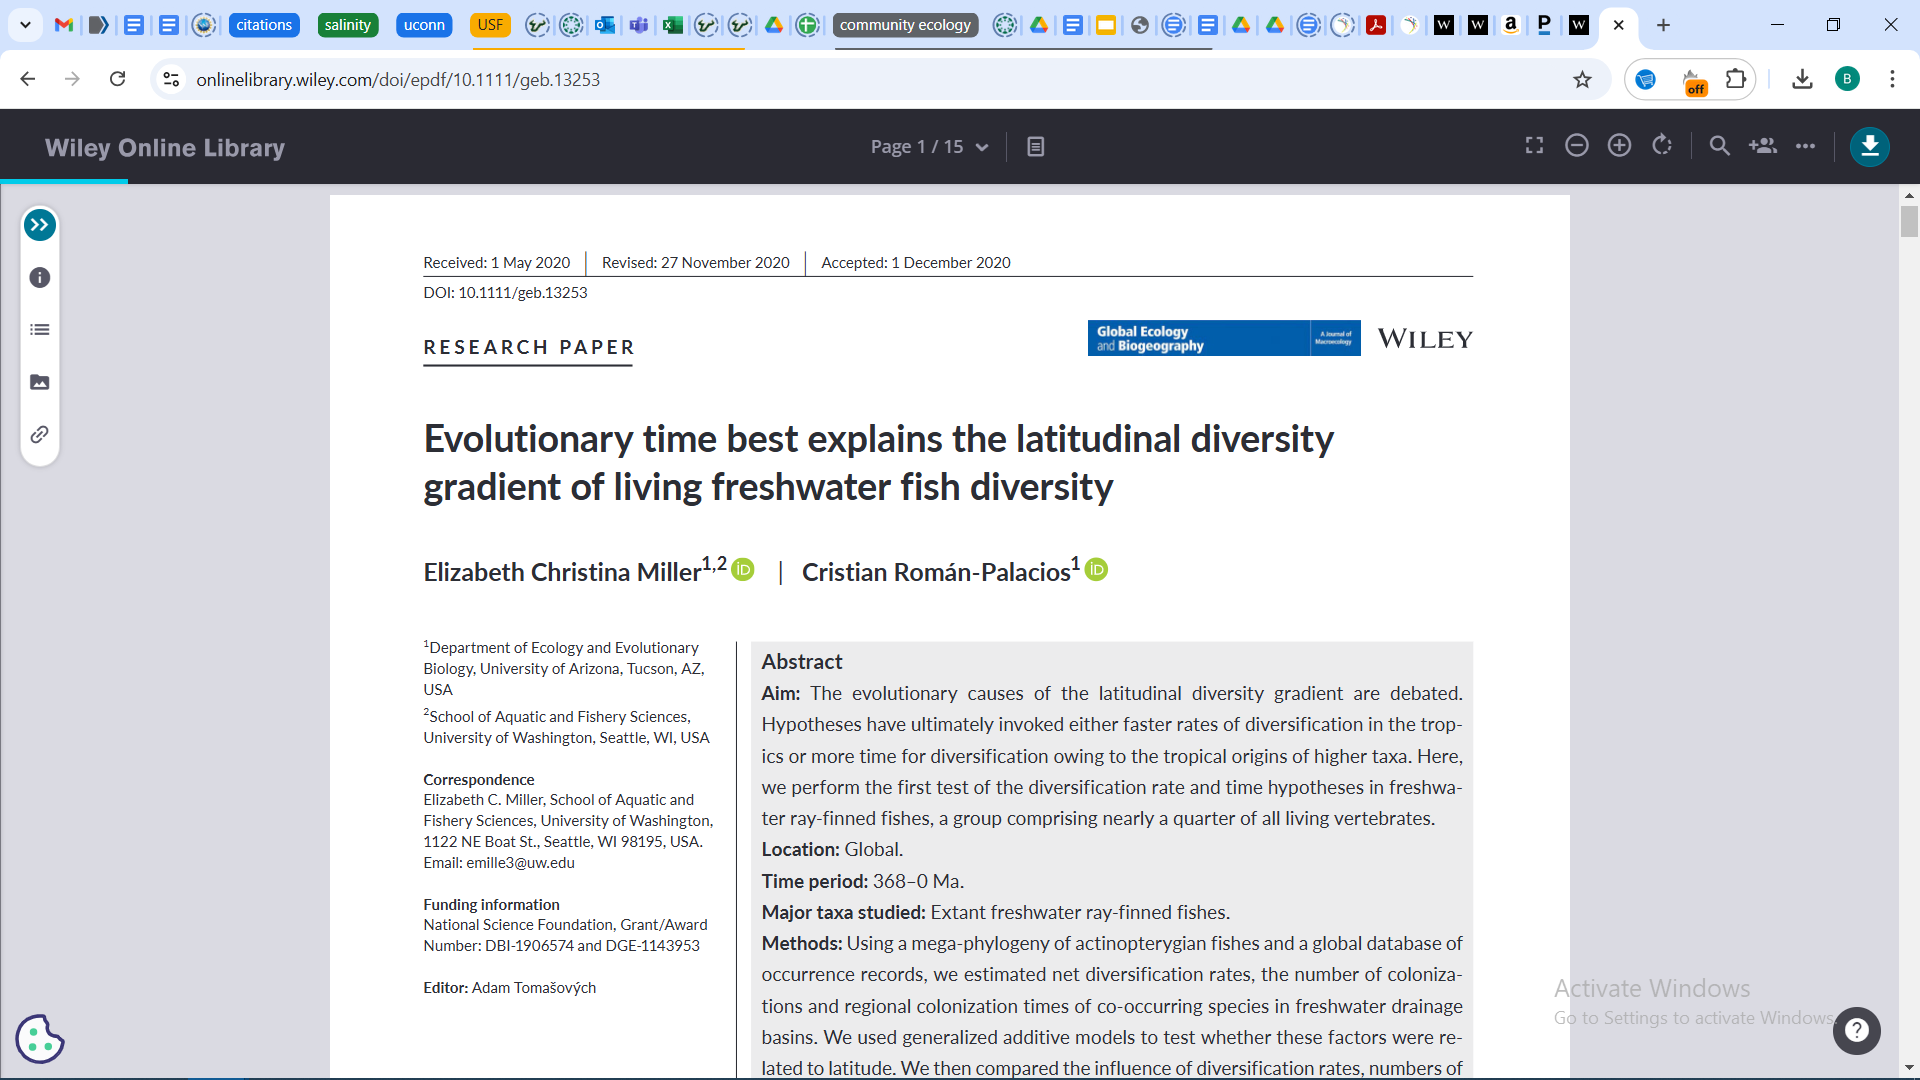 citations
salinity
uconn
USF
community ecology
onlinelibrary.wiley.com/doi/epdf/10.1111/geb.13253
off
B
Wiley Online Library
Page 1 / 15
Received: 1 May 2020
Revised: 27 November 2020
Accepted: 1 December 2020
DOI: 10.1111/geb.13253
RESEARCH PAPER
Global Ecology
and Biogeography
A Journal of
Macroecology
WILEY
Evolutionary time best explains the latitudinal diversity
gradient of living freshwater fish diversity
Elizabeth Christina Miller1,2 iD | Cristian Román-Palacios1 iD
1Department of Ecology and Evolutionary
Biology, University of Arizona, Tucson, AZ,
USA
2School of Aquatic and Fishery Sciences,
University of Washington, Seattle, WI, USA
Correspondence
Elizabeth C. Miller, School of Aquatic and
Fishery Sciences, University of Washington,
1122 NE Boat St., Seattle, WI 98195, USA.
Email: emille3@uw.edu
Funding information
National Science Foundation, Grant/Award
Number: DBI-1906574 and DGE-1143953
Editor: Adam Tomašových
Abstract
Aim: The evolutionary causes of the latitudinal diversity gradient are debated.
Hypotheses have ultimately invoked either faster rates of diversification in the trop-
ics or more time for diversification owing to the tropical origins of higher taxa. Here,
we perform the first test of the diversification rate and time hypotheses in freshwa-
ter ray-finned fishes, a group comprising nearly a quarter of all living vertebrates.
Location: Global.
Time period: 368–0 Ma.
Major taxa studied: Extant freshwater ray-finned fishes.
Methods: Using a mega-phylogeny of actinopterygian fishes and a global database of
occurrence records, we estimated net diversification rates, the number of coloniza-
tions and regional colonization times of co-occurring species in freshwater drainage
basins. We used generalized additive models to test whether these factors were re-
lated to latitude. We then compared the influence of diversification rates, numbers of
Activate Windows
Go to Settings to activate Windows.